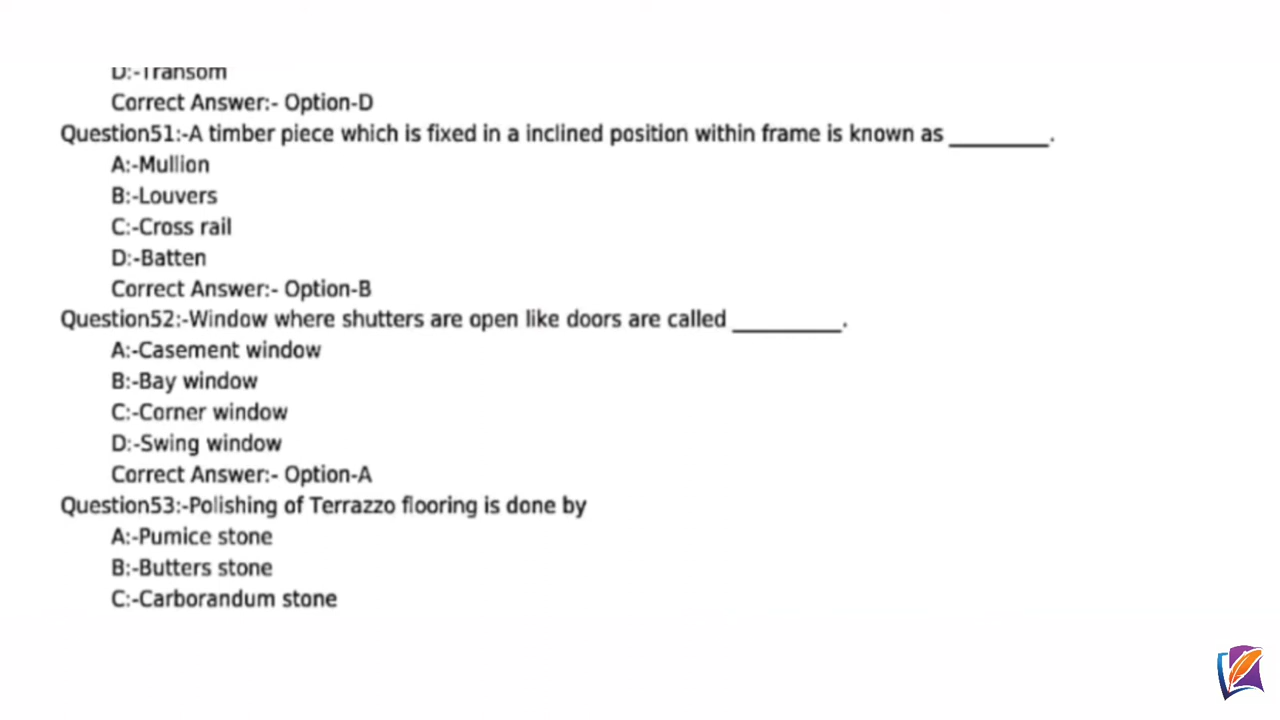 D:-Transom
Correct Answer:- Option-D
Question51:-A timber piece which is fixed in a inclined position within frame is known as _________.
A:-Mullion
B:-Louvers
C:-Cross rail
D:-Batten
Correct Answer:- Option-B
Question52:-Window where shutters are open like doors are called __________.
A:-Casement window
B:-Bay window
C:-Corner window
D:-Swing window
Correct Answer:- Option-A
Question53:-Polishing of Terrazzo flooring is done by
A:-Pumice stone
B:-Butters stone
C:-Carborandum stone